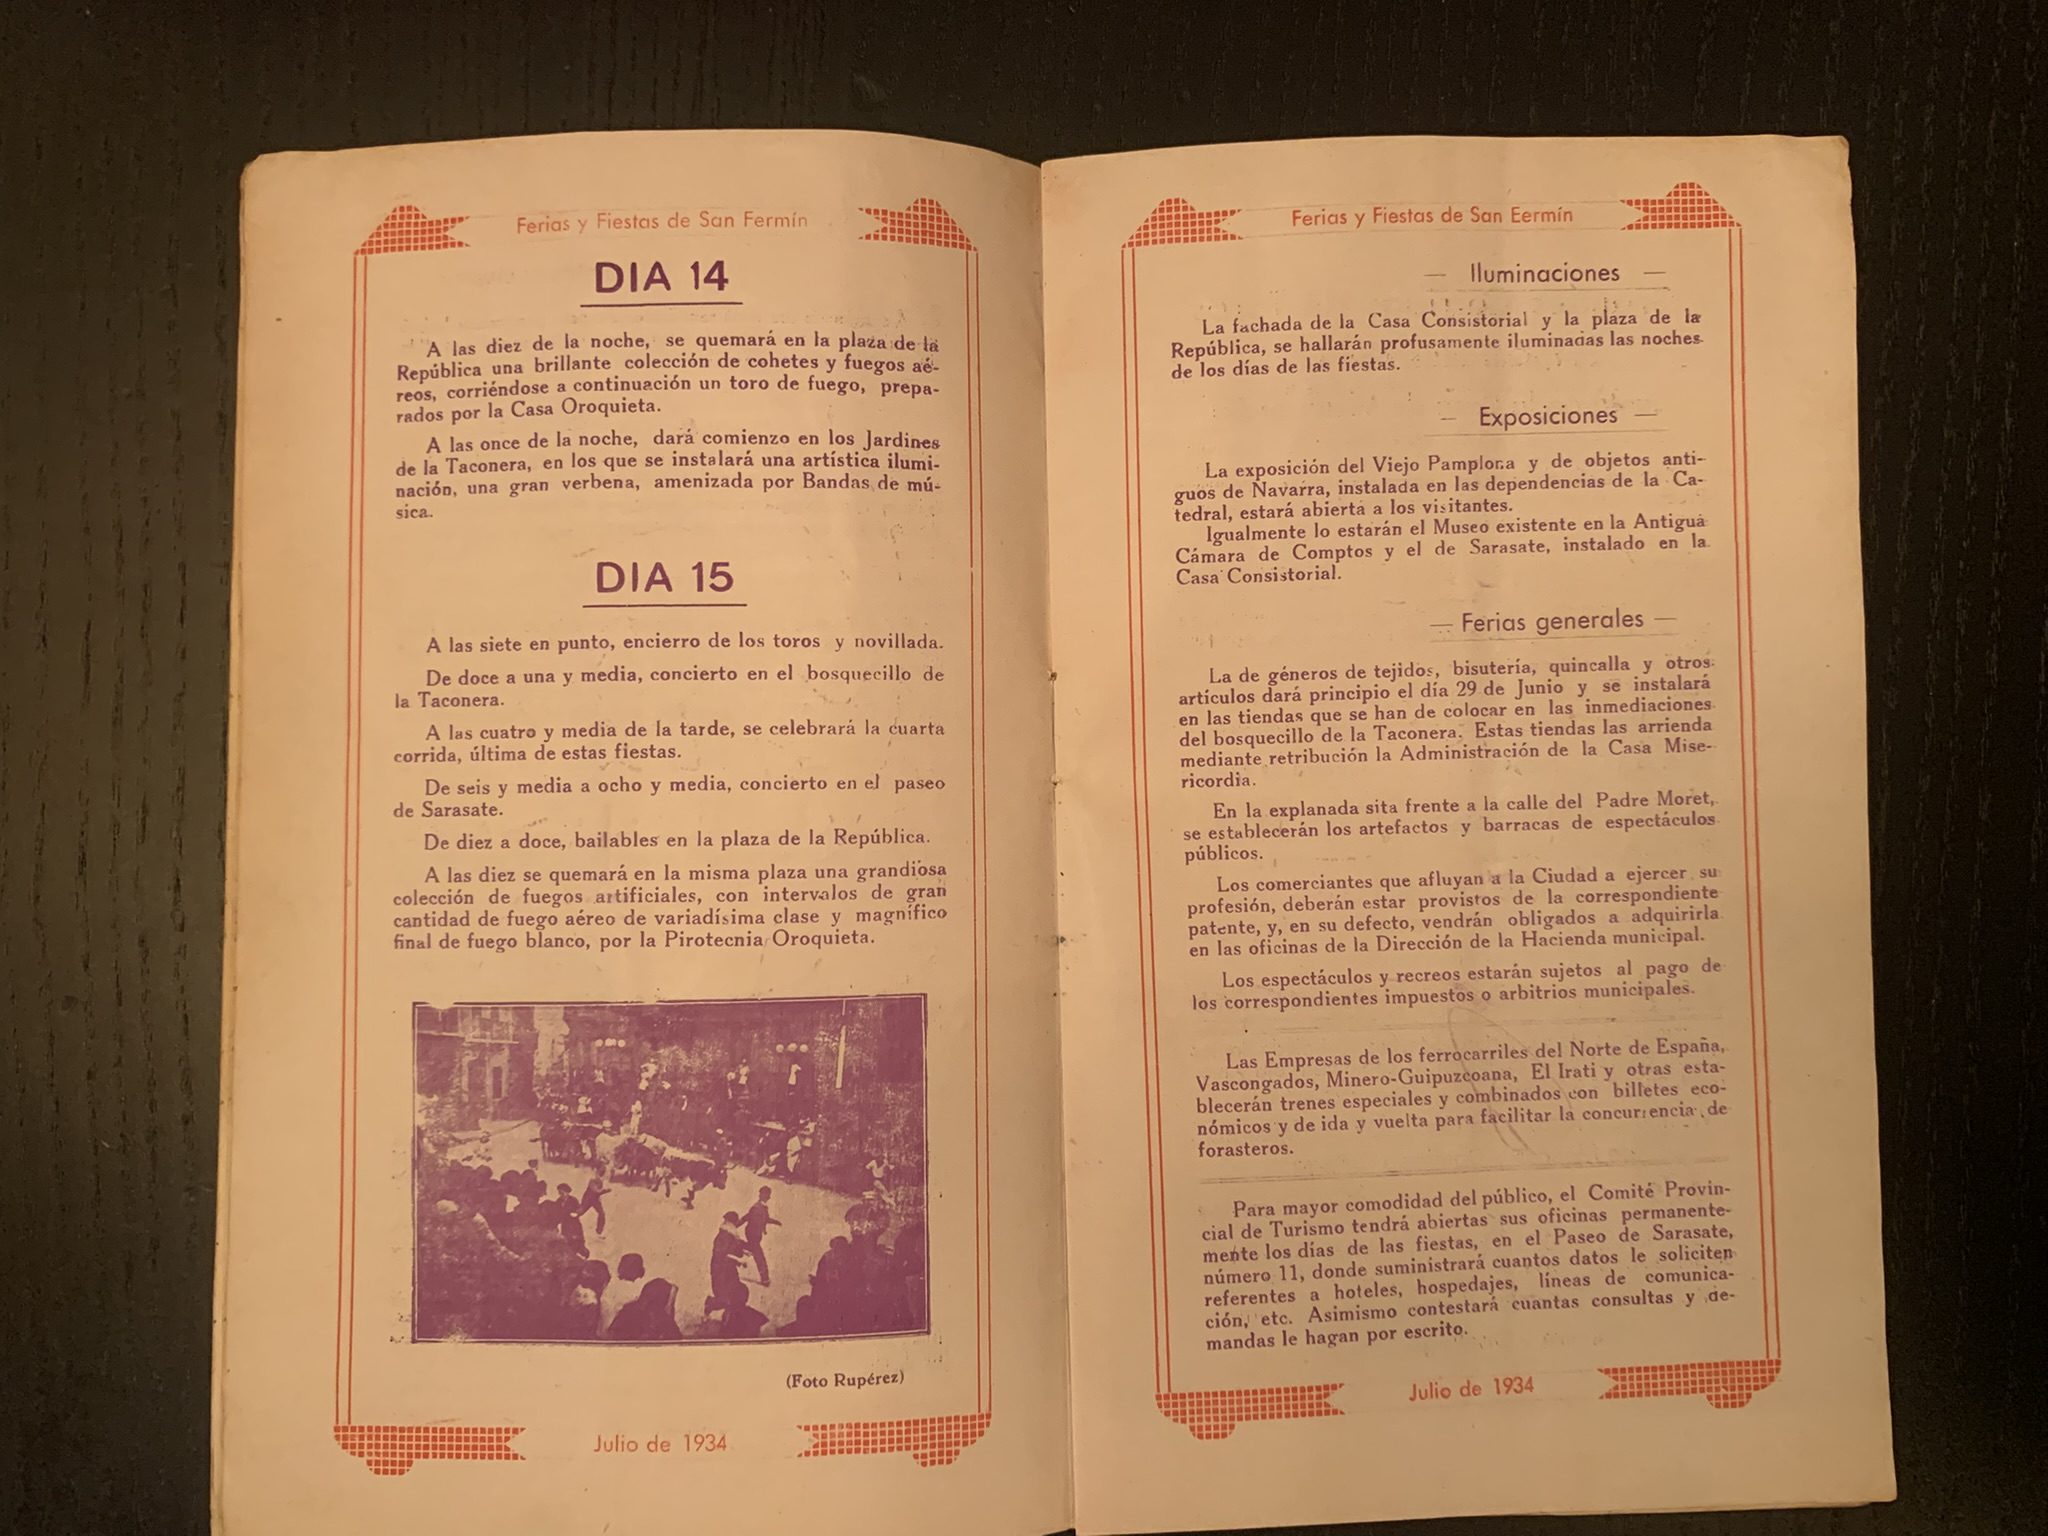 Ferias y Fiestas de San Fermín
DIA 14
A las diez de la noche, se quemará en la plaza de la
República una brillante colección de cohetes y fuegos aé-
reos, corriéndose a continuación un toro de fuego, prepa-
rados por la Casa Oroquieta.
A las once de la noche, dará comienzo en los Jardines
de la Taconera, en los que se instalará una artística ilumi-
nación, una gran verbena, amenizada por Bandas de mú-
sica.
DIA 15
A las siete en punto, encierro de los toros y novillada.
De doce a una y media, concierto en el bosquecillo de
la Taconera.
A las cuatro y media de la tarde, se celebrará la cuarta
corrida, última de estas fiestas.
De seis y media a ocho y media, concierto en el paseo
de Sarasate.
De diez a doce, bailables en la plaza de la República.
A las diez se quemará en la misma plaza una grandiosa
colección de fuegos artificiales, con intervalos de gran
cantidad de fuego aéreo de variadísima clase y magnífico
final de fuego blanco, por la Pirotecnia Oroquieta.
(Foto Rupérez)
Julio de 1934
Ferias y Fiestas de San Eermín
— Iluminaciones —
La fachada de la Casa Consistorial y la plaza de la
República, se hallarán profusamente iluminadas las noches
de los días de las fiestas.
— Exposiciones —
La exposición del Viejo Pamplona y de objetos anti-
guos de Navarra, instalada en las dependencias de la Ca-
tedral, estará abierta a los visitantes.
Igualmente lo estarán el Museo existente en la Antigua
Cámara de Comptos y el de Sarasate, instalado en la
Casa Consistorial.
— Ferias generales —
La de géneros de tejidos, bisutería, quincalla y otros
artículos dará principio el día 29 de Junio y se instalará
en las tiendas que se han de colocar en las inmediaciones
del bosquecillo de la Taconera. Estas tiendas las arrienda
mediante retribución la Administración de la Casa Mise-
ricordia.
En la explanada sita frente a la calle del Padre Moret,
se establecerán los artefactos y barracas de espectáculos
públicos.
Los comerciantes que afluyan a la Ciudad a ejercer su
profesión, deberán estar provistos de la correspondiente
patente, y, en su defecto, vendrán obligados a adquirirla
en las oficinas de la Dirección de la Hacienda municipal.
Los espectáculos y recreos estarán sujetos al pago de
los correspondientes impuestos o arbitrios municipales.
Las Empresas de los ferrocarriles del Norte de España,
Vascongados, Minero-Guipuzcoana, El Irati y otras esta-
blecerán trenes especiales y combinados con billetes eco-
nómicos y de ida y vuelta para facilitar la concurrencia de
forasteros.
Para mayor comodidad del público, el Comité Provin-
cial de Turismo tendrá abiertas sus oficinas permanente-
mente los días de las fiestas, en el Paseo de Sarasate,
número 11, donde suministrará cuantos datos le soliciten
referentes a hoteles, hospedajes, líneas de comunica-
ción, etc. Asimismo contestará cuantas consultas y de-
mandas le hagan por escrito.
Julio de 1934